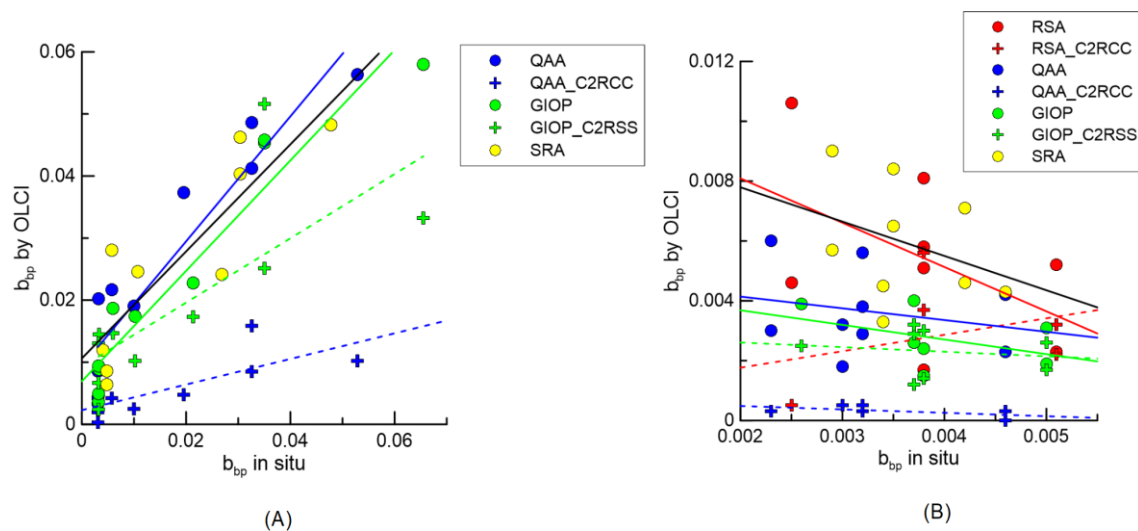 0.06
0.04
0.02
0
0
0.02
0.04
0.06
b_bp by OLCI
b_bp in situ
QAA
QAA_C2RCC
GIOP
GIOP_C2RSS
SRA
(A)
0.012
0.008
0.004
0
0.002
0.003
0.004
0.005
b_bp by OLCI
b_bp in situ
RSA
RSA_C2RCC
QAA
QAA_C2RCC
GIOP
GIOP_C2RSS
SRA
(B)